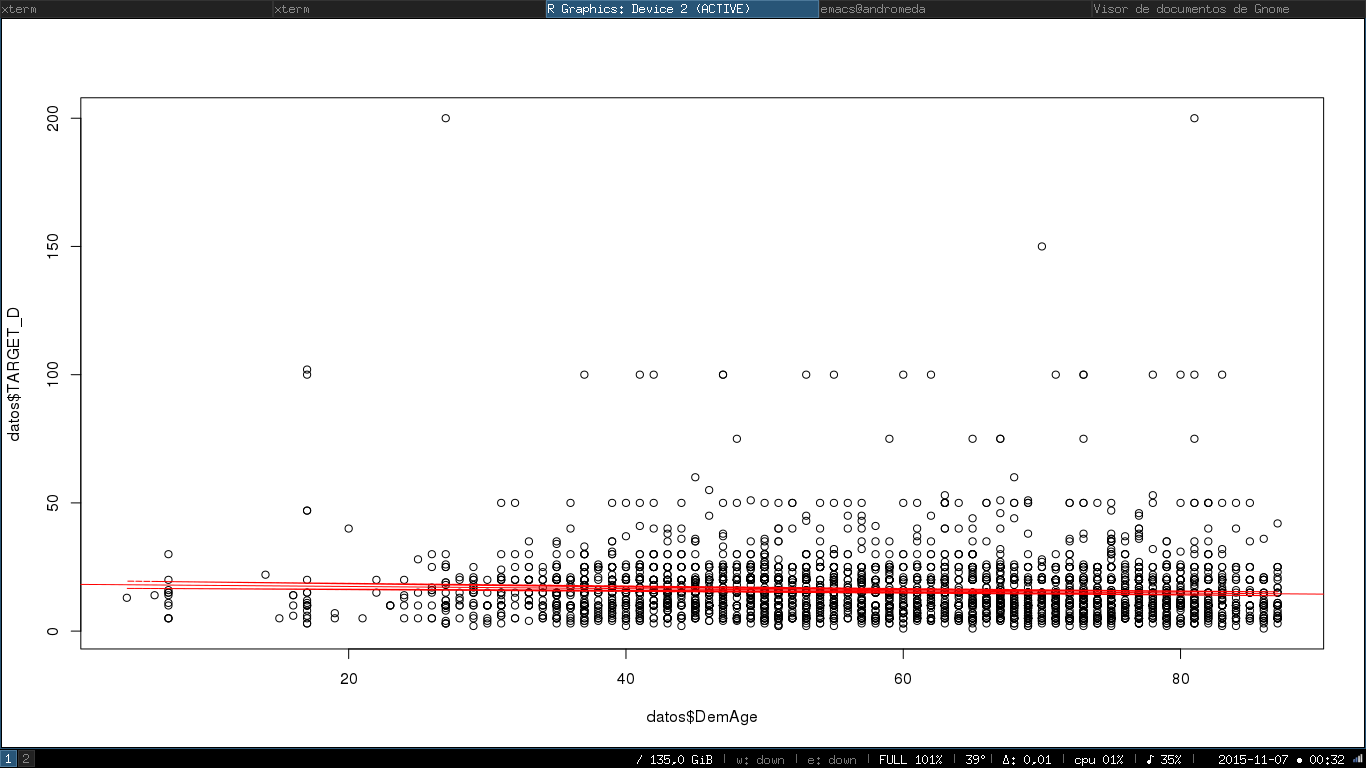 xterm xterm R Graphics: Device 2 (ACTIVE) emacs@andromeda Visor de documentos de Gnome
200
150
100
50
0
datos$TARGET_D
20 40 60 80
datos$DemAge
1 2 / 135,0 GiB | w: down | e: down | FULL 101% | 39° | Δ: 0,01 | cpu 01% | ♪ 35% | 2015-11-07 ● 00:32